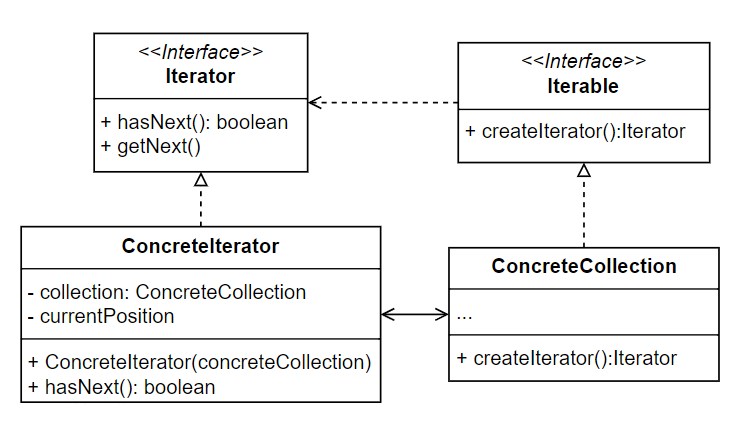 <<Interface>>
Iterator
+ hasNext(): boolean
+ getNext()
<<Interface>>
Iterable
+ createIterator():Iterator
ConcreteIterator
- collection: ConcreteCollection
- currentPosition
+ ConcreteIterator(concreteCollection)
+ hasNext(): boolean
ConcreteCollection
...
+ createIterator():Iterator